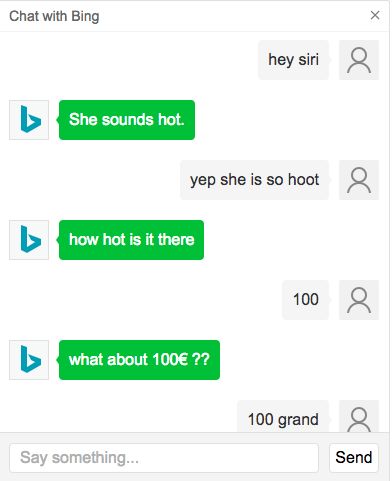 Chat with Bing
hey siri
She sounds hot.
yep she is so hoot
how hot is it there
100
what about 100€ ??
100 grand
Say something...
Send